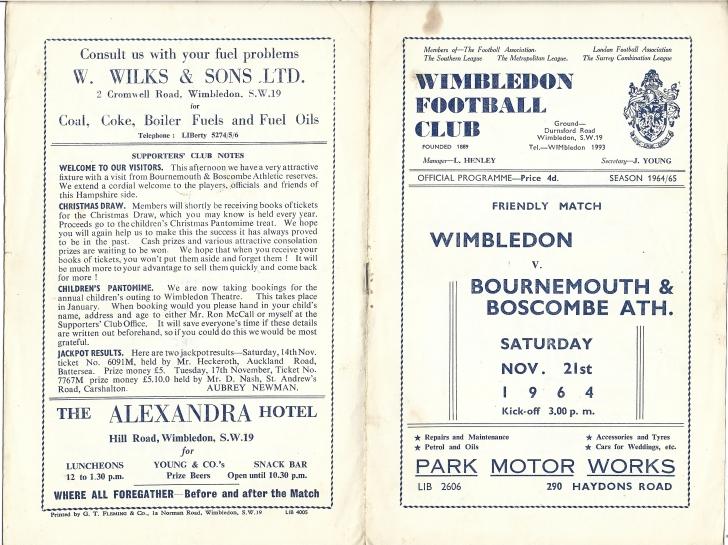 Consult us with your fuel problems
W. WILKS & SONS LTD.
2 Cromwell Road, Wimbledon, S.W.19
for
Coal, Coke, Boiler Fuels and Fuel Oils
Telephone : LIBerty 5274/5/6
SUPPORTERS' CLUB NOTES
WELCOME TO OUR VISITORS. This afternoon we have a very attractive
fixture with a visit from Bournemouth & Boscombe Athletic reserves.
We extend a cordial welcome to the players, officials and friends of
this Hampshire side.
CHRISTMAS DRAW. Members will shortly be receiving books of tickets
for the Christmas Draw, which you may know is held every year.
Proceeds go to the children's Christmas Pantomime treat. We hope
you will again help us to make this the success it has always proved
to be in the past. Cash prizes and various attractive consolation
prizes are waiting to be won. We hope that when you receive your
books of tickets, you won't put them aside and forget them ! It will
be much more to your advantage to sell them quickly and come back
for more !
CHILDREN'S PANTOMIME. We are now taking bookings for the
annual children's outing to Wimbledon Theatre. This takes place
in January. When booking would you please hand in your child's
name, address and age to either Mr. Ron McCall or myself at the
Supporters' Club Office. It will save everyone's time if these details
are written out beforehand, so if you could do this we would be most
grateful.
JACKPOT RESULTS. Here are two jackpot results—Saturday, 14th Nov.
ticket No. 6091M, held by Mr. Heckeroth, Auckland Road,
Battersea. Prize money £5. Tuesday, 17th November, Ticket No.
7767M prize money £5.10.0 held by Mr. D. Nash, St. Andrew's
Road, Carshalton. AUBREY NEWMAN.
THE ALEXANDRA HOTEL
Hill Road, Wimbledon, S.W.19
for
LUNCHEONS YOUNG & CO.'s SNACK BAR
12 to 1.30 p.m. Prize Beers Open until 10.30 p.m.
WHERE ALL FOREGATHER—Before and after the Match
Printed by G. T. FLEMING & Co., 1a Norman Road, Wimbledon, S.W.19 LIB 4005
Members of—The Football Association London Football Association
The Southern League The Metropolitan League. The Surrey Combination League
WIMBLEDON
FOOTBALL
CLUB
FOUNDED 1889
Ground—
Durnsford Road
Wimbledon, S.W.19
Tel.—WIMbledon 1993
Manager—L. HENLEY Secretary—J. YOUNG
OFFICIAL PROGRAMME—Price 4d. SEASON 1964/65
FRIENDLY MATCH
WIMBLEDON
V.
BOURNEMOUTH &
BOSCOMBE ATH.
SATURDAY
NOV. 21st
1964
Kick-off 3.00 p.m.
★ Repairs and Maintenance ★ Accessories and Tyres
★ Petrol and Oils ★ Cars for Weddings, etc.
PARK MOTOR WORKS
LIB 2606 290 HAYDONS ROAD